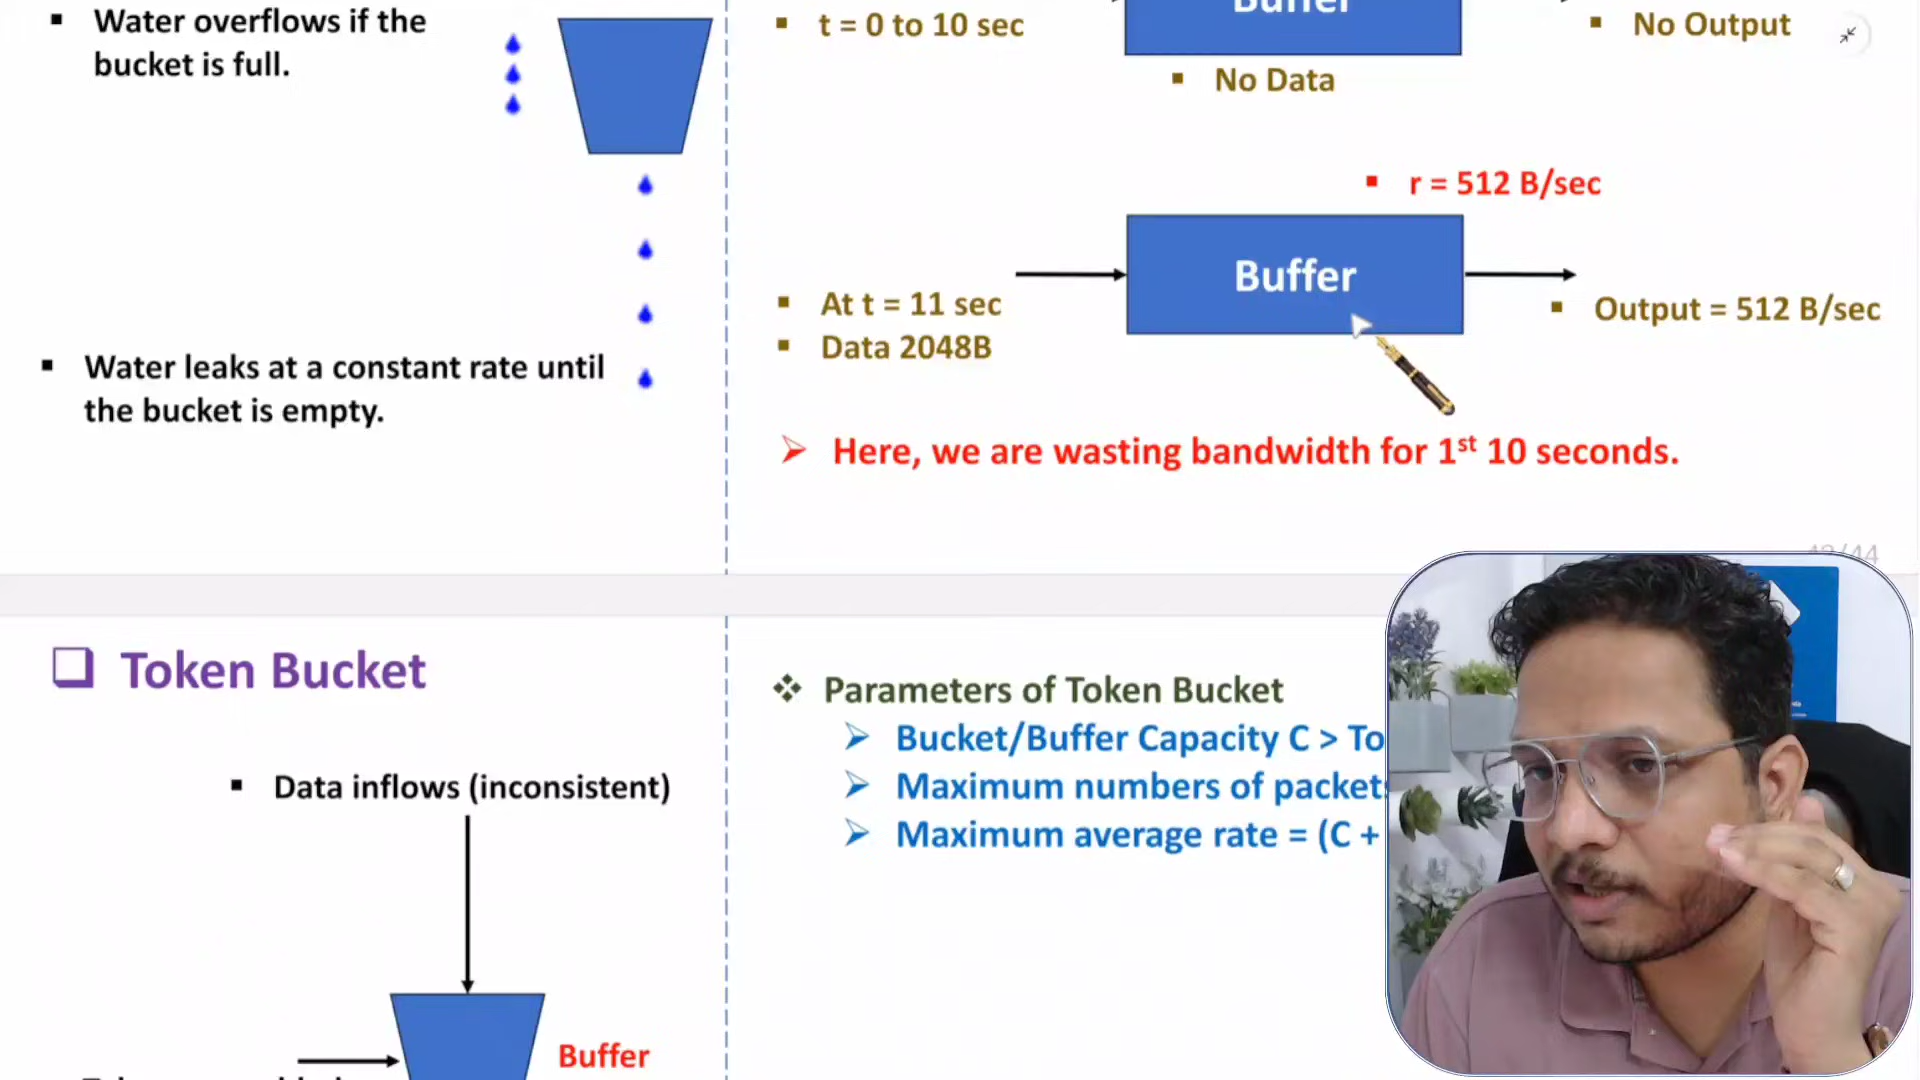 Water overflows if the
bucket is full.
Water leaks at a constant rate until
the bucket is empty.
t = 0 to 10 sec
Buffer
No Output
No Data
r = 512 B/sec
Buffer
At t = 11 sec
Data 2048B
Output = 512 B/sec
Here, we are wasting bandwidth for 1st 10 seconds.
Token Bucket
Data inflows (inconsistent)
Buffer
Parameters of Token Bucket
Bucket/Buffer Capacity C > To
Maximum numbers of packet
Maximum average rate = (C +